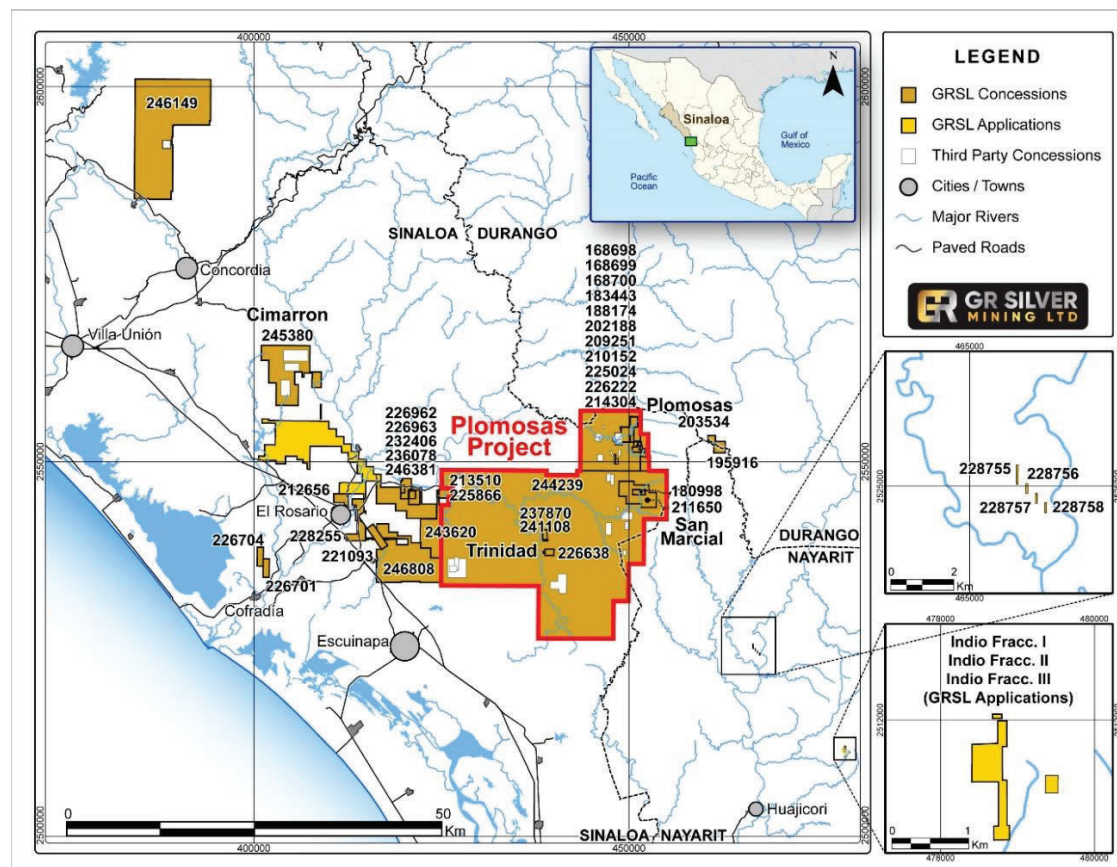 400000
450000
2600000
246149
SINALOA
DURANGO
Concordia
Villa Unión
Cimarron
245380
168698
168699
168700
183443
188174
202188
209251
210152
225024
226222
214304
226962
226963
232406
236078
246381
Plomosas
Project
Plomosas
203534
195916
2550000
2550000
212656
213510
225866
244239
El Rosario
237870
241108
180998
211650
San
Marcial
226704
228255
243620
221093
Trinidad
226638
246808
226701
Cofradía
DURANGO
NAYARIT
Escuinapa
Huajicori
SINALOA
NAYARIT
0
50
Km
2500000
2500000
400000
450000
N
Sinaloa
Gulf of
Mexico
Pacific
Ocean
LEGEND
GRSL Concessions
GRSL Applications
Third Party Concessions
Cities / Towns
Major Rivers
Paved Roads
GR
GR SILVER
MINING LTD
465000
2520000
2520000
228755
228756
228757
228758
0
2
Km
465000
478000
480000
Indio Fracc. I
Indio Fracc. II
Indio Fracc. III
(GRSL Applications)
2512000
0
1
Km
478000
480000